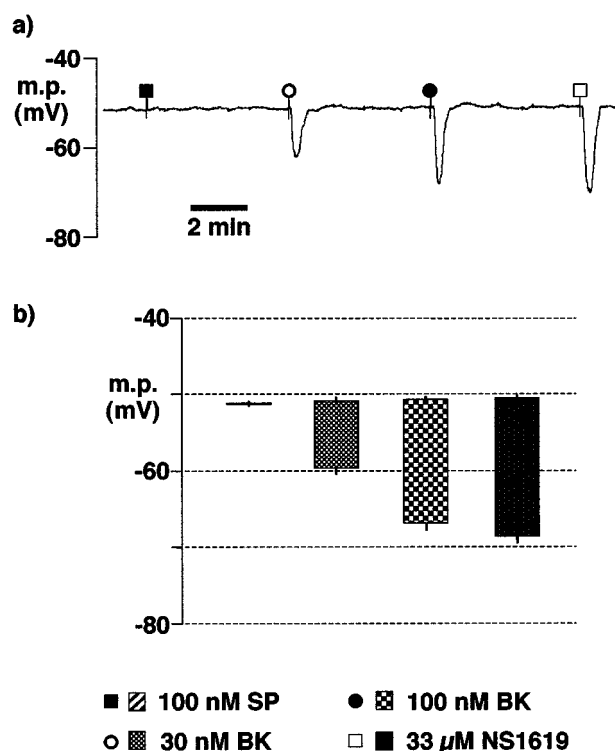 a)
-40
m.p.
(mV)
-60
-80
2 min
b)
-40
m.p.
(mV)
-60
-80
100 nM SP
100 nM BK
30 nM BK
33 µM NS1619